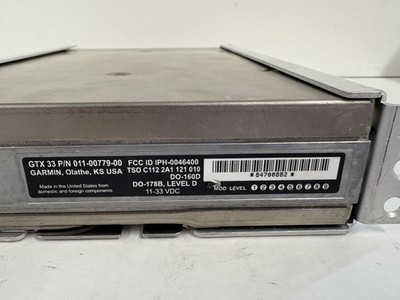 GTX 33 P/N 011-00779-00 FCC ID IPH-0046400
GARMIN, Olathe, KS USA TSO C112 2A1 121 010
DO-160D
Made in the United States from DO-178B, LEVEL D
domestic and foreign components 11-33 VDC
* 84700882 *
MOD LEVEL 1 2 3 4 5 6 7 8 9